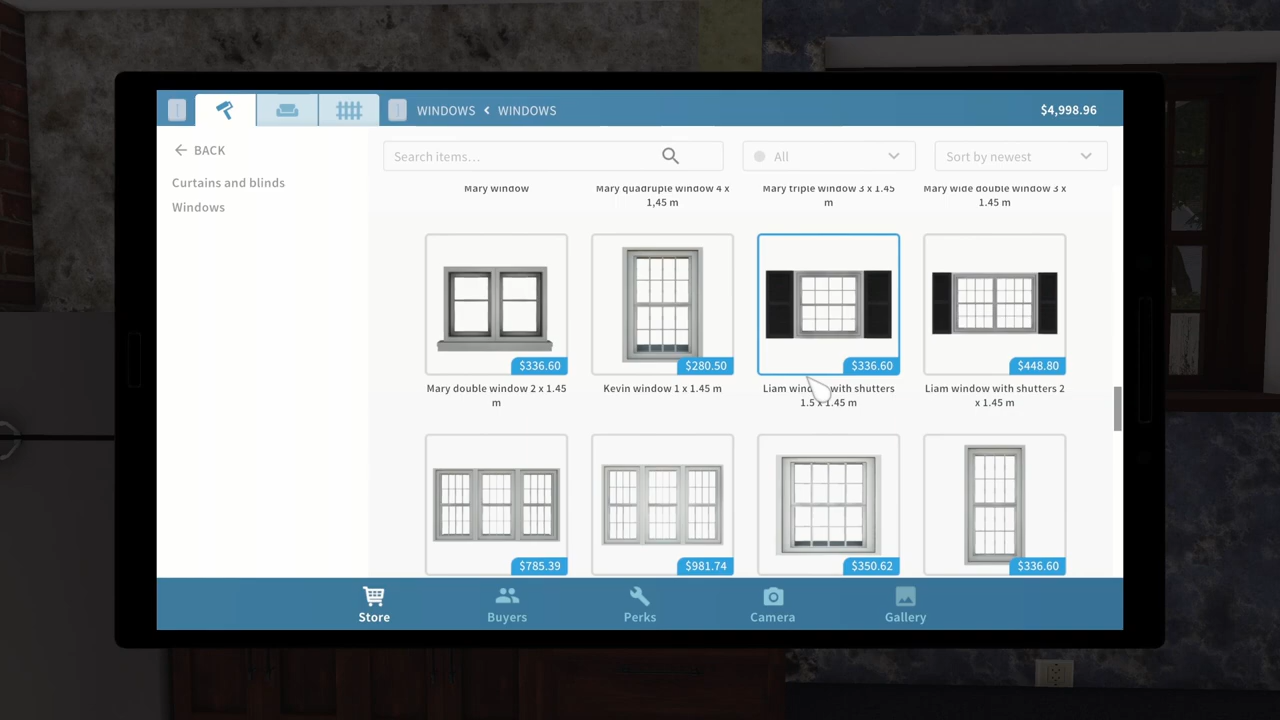 WINDOWS < WINDOWS
$4,998.96
BACK
Curtains and blinds
Windows
Search items...
All
Sort by newest
Mary window
Mary quadruple window 4 x
1,45 m
Mary triple window 3 x 1.45
m
Mary wide double window 3 x
1.45 m
$336.60
$280.50
$336.60
$448.80
Mary double window 2 x 1.45
m
Kevin window 1 x 1.45 m
Liam window with shutters
1.5 x 1.45 m
Liam window with shutters 2
x 1.45 m
$785.39
$981.74
$350.62
$336.60
Store
Buyers
Perks
Camera
Gallery